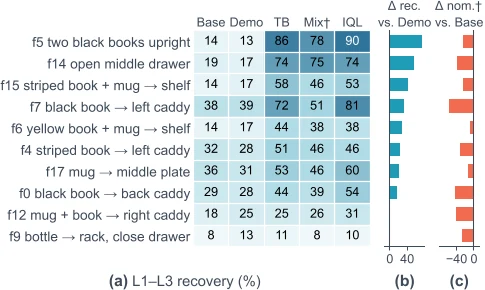 Δ rec. Δ nom.†
Base Demo TB Mix† IQL vs. Demo vs. Base
f5 two black books upright 14 13 86 78 90
f14 open middle drawer 19 17 74 75 74
f15 striped book + mug → shelf 14 17 58 46 53
f7 black book → left caddy 38 39 72 51 81
f6 yellow book + mug → shelf 14 17 44 38 38
f4 striped book → left caddy 32 28 51 46 46
f17 mug → middle plate 36 31 53 46 60
f0 black book → back caddy 29 28 44 39 54
f12 mug + book → right caddy 18 25 25 26 31
f9 bottle → rack, close drawer 8 13 11 8 10
0 40 −40 0
(a) L1–L3 recovery (%) (b) (c)